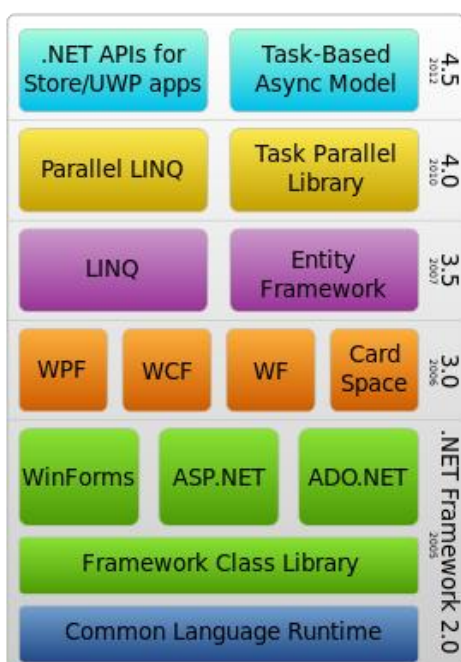 .NET APIs for
Store/UWP apps
Task-Based
Async Model
4.5
2012
Parallel LINQ
Task Parallel
Library
4.0
2010
LINQ
Entity
Framework
3.5
2007
WPF
WCF
WF
Card
Space
3.0
2006
WinForms
ASP.NET
ADO.NET
Framework Class Library
Common Language Runtime
.NET Framework 2.0
2005